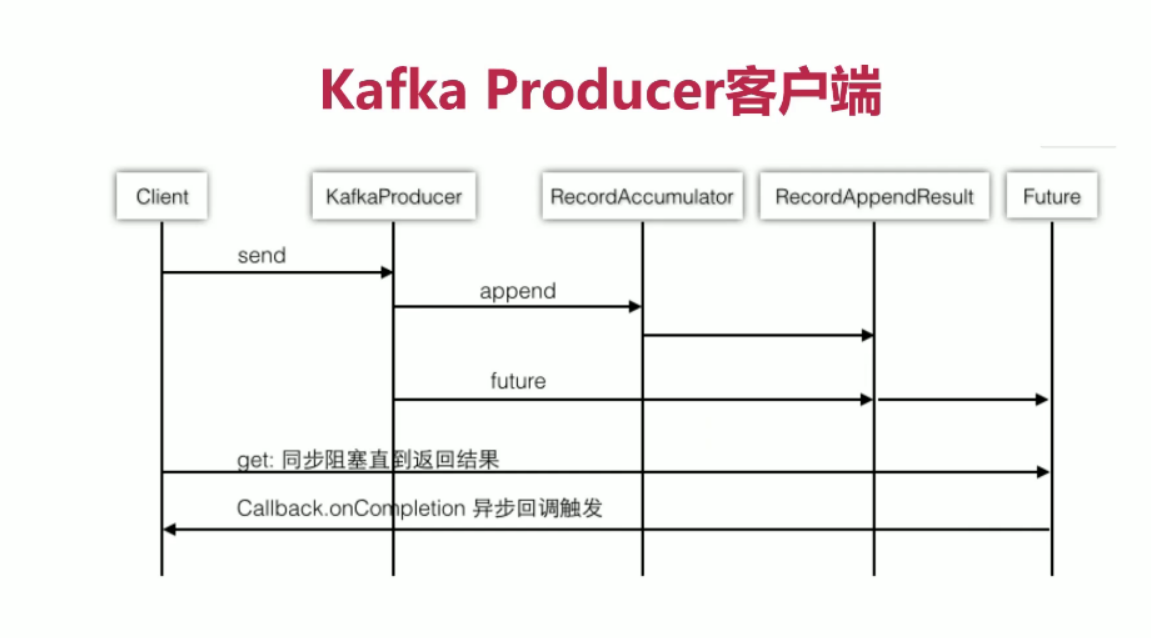 Kafka Producer客户端
Client
KafkaProducer
RecordAccumulator
RecordAppendResult
Future
send
append
future
get: 同步阻塞直到返回结果
Callback.onCompletion 异步回调触发